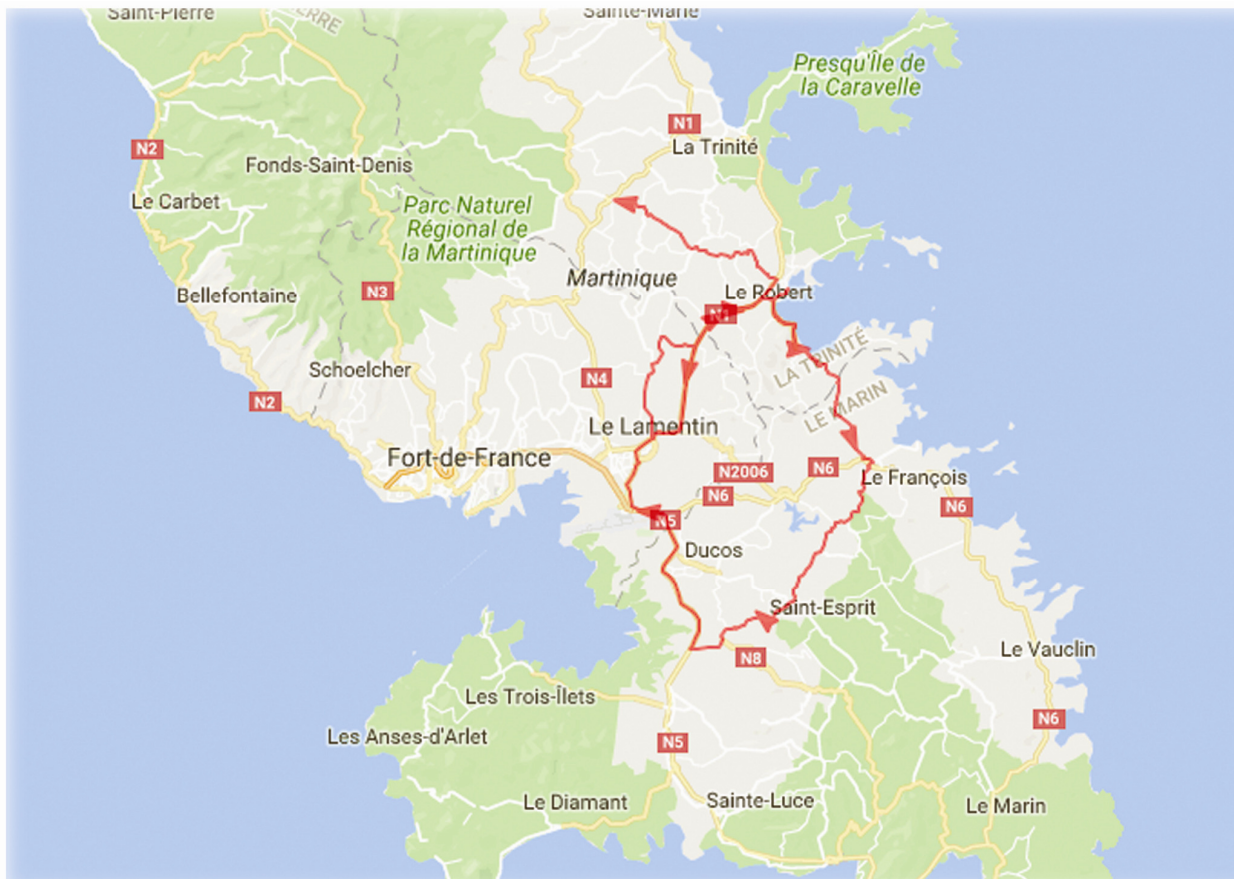 Saint-Pierre
Sainte-Marie
PIERRE
Presqu'Île de
la Caravelle
N1
La Trinité
N2
Fonds-Saint-Denis
Le Carbet
Parc Naturel
Régional de
la Martinique
Martinique
Bellefontaine
N3
Le Robert
N1
LA TRINITÉ
Schoelcher
N4
N2
LE MARIN
Le Lamentin
Fort-de-France
N2006
N6
Le François
N6
N6
N5
Ducos
Saint-Esprit
N8
Le Vauclin
Les Trois-Îlets
N6
Les Anses-d'Arlet
N5
Le Diamant
Sainte-Luce
Le Marin